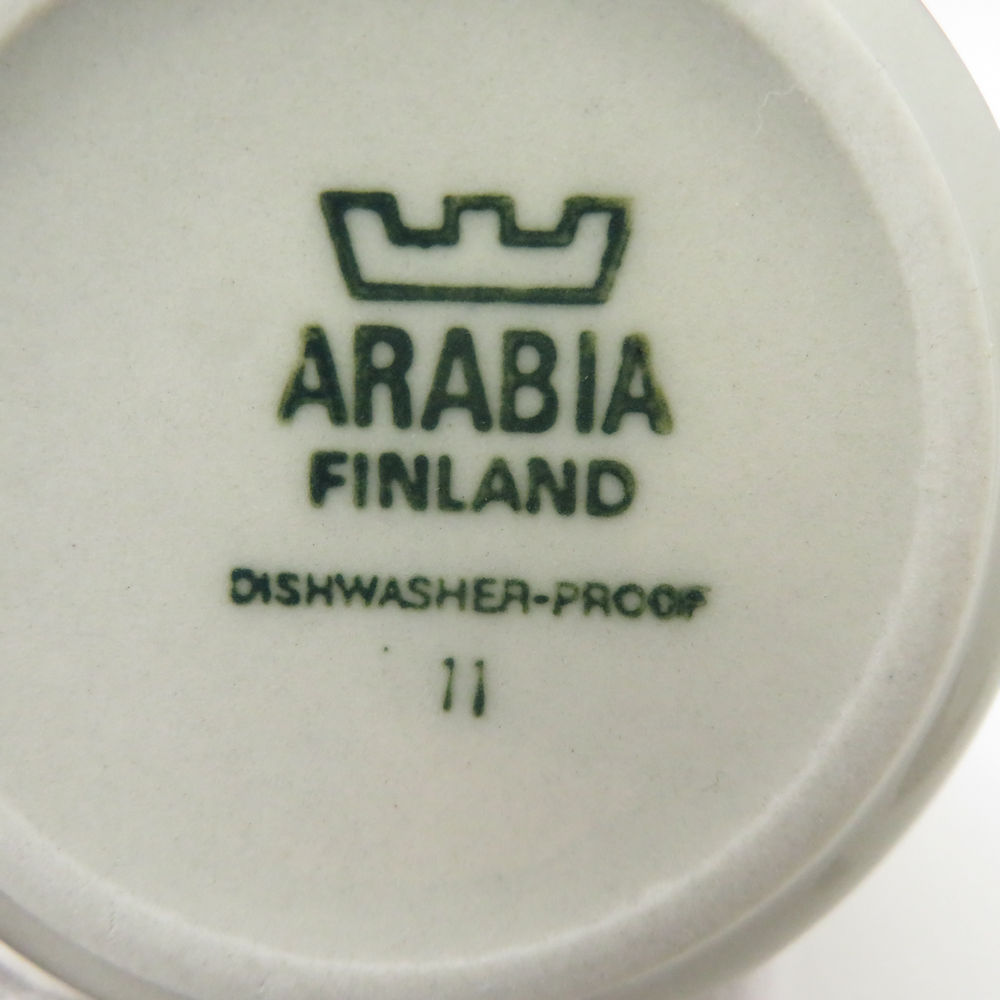 ARABIA
FINLAND
DISHWASHER-PROOF
11